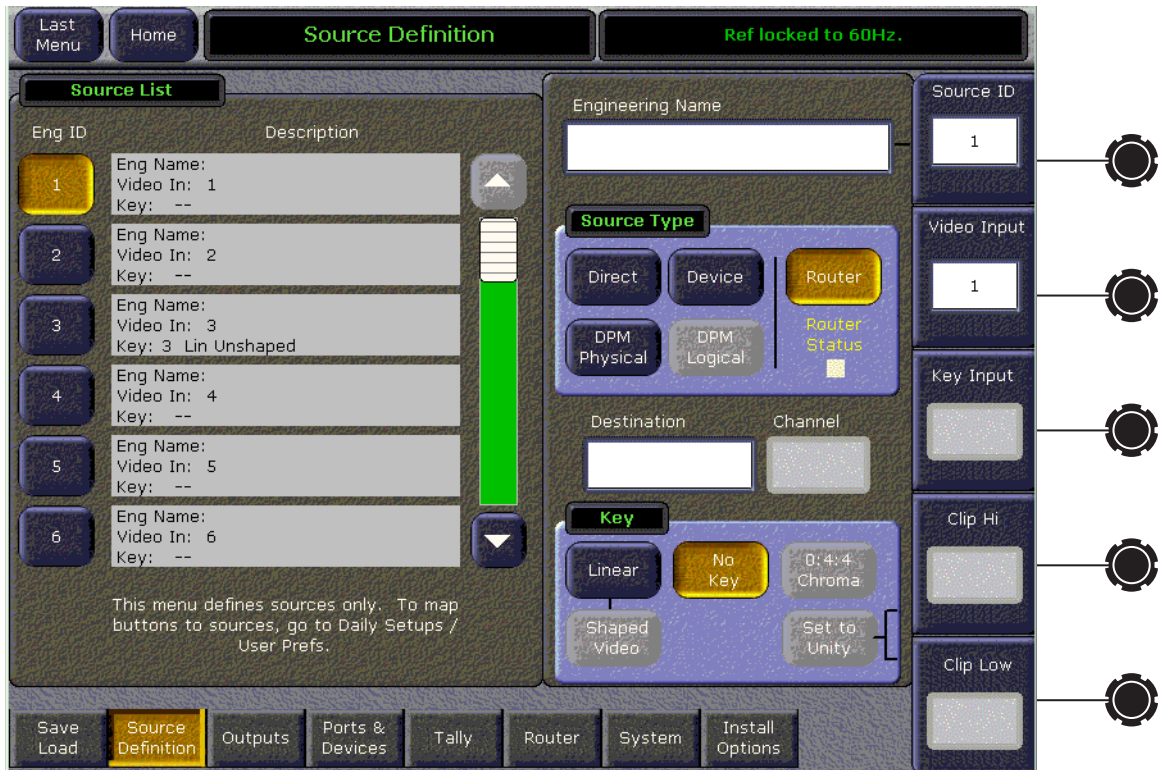 Last
Menu
Home
Source Definition
Ref locked to 60Hz.
Source List
Eng ID
Description
1
Eng Name:
Video In: 1
Key: --
2
Eng Name:
Video In: 2
Key: --
3
Eng Name:
Video In: 3
Key: 3 Lin Unshaped
4
Eng Name:
Video In: 4
Key: --
5
Eng Name:
Video In: 5
Key: --
6
Eng Name:
Video In: 6
Key: --
This menu defines sources only. To map
buttons to sources, go to Daily Setups /
User Prefs.
Engineering Name
Source Type
Direct
Device
Router
DPM
Physical
DPM
Logical
Router
Status
Destination
Channel
Key
Linear
No
Key
0:4:4
Chroma
Shaped
Video
Set to
Unity
Source ID
1
Video Input
1
Key Input
Clip Hi
Clip Low
Save
Load
Source
Definition
Outputs
Ports &
Devices
Tally
Router
System
Install
Options